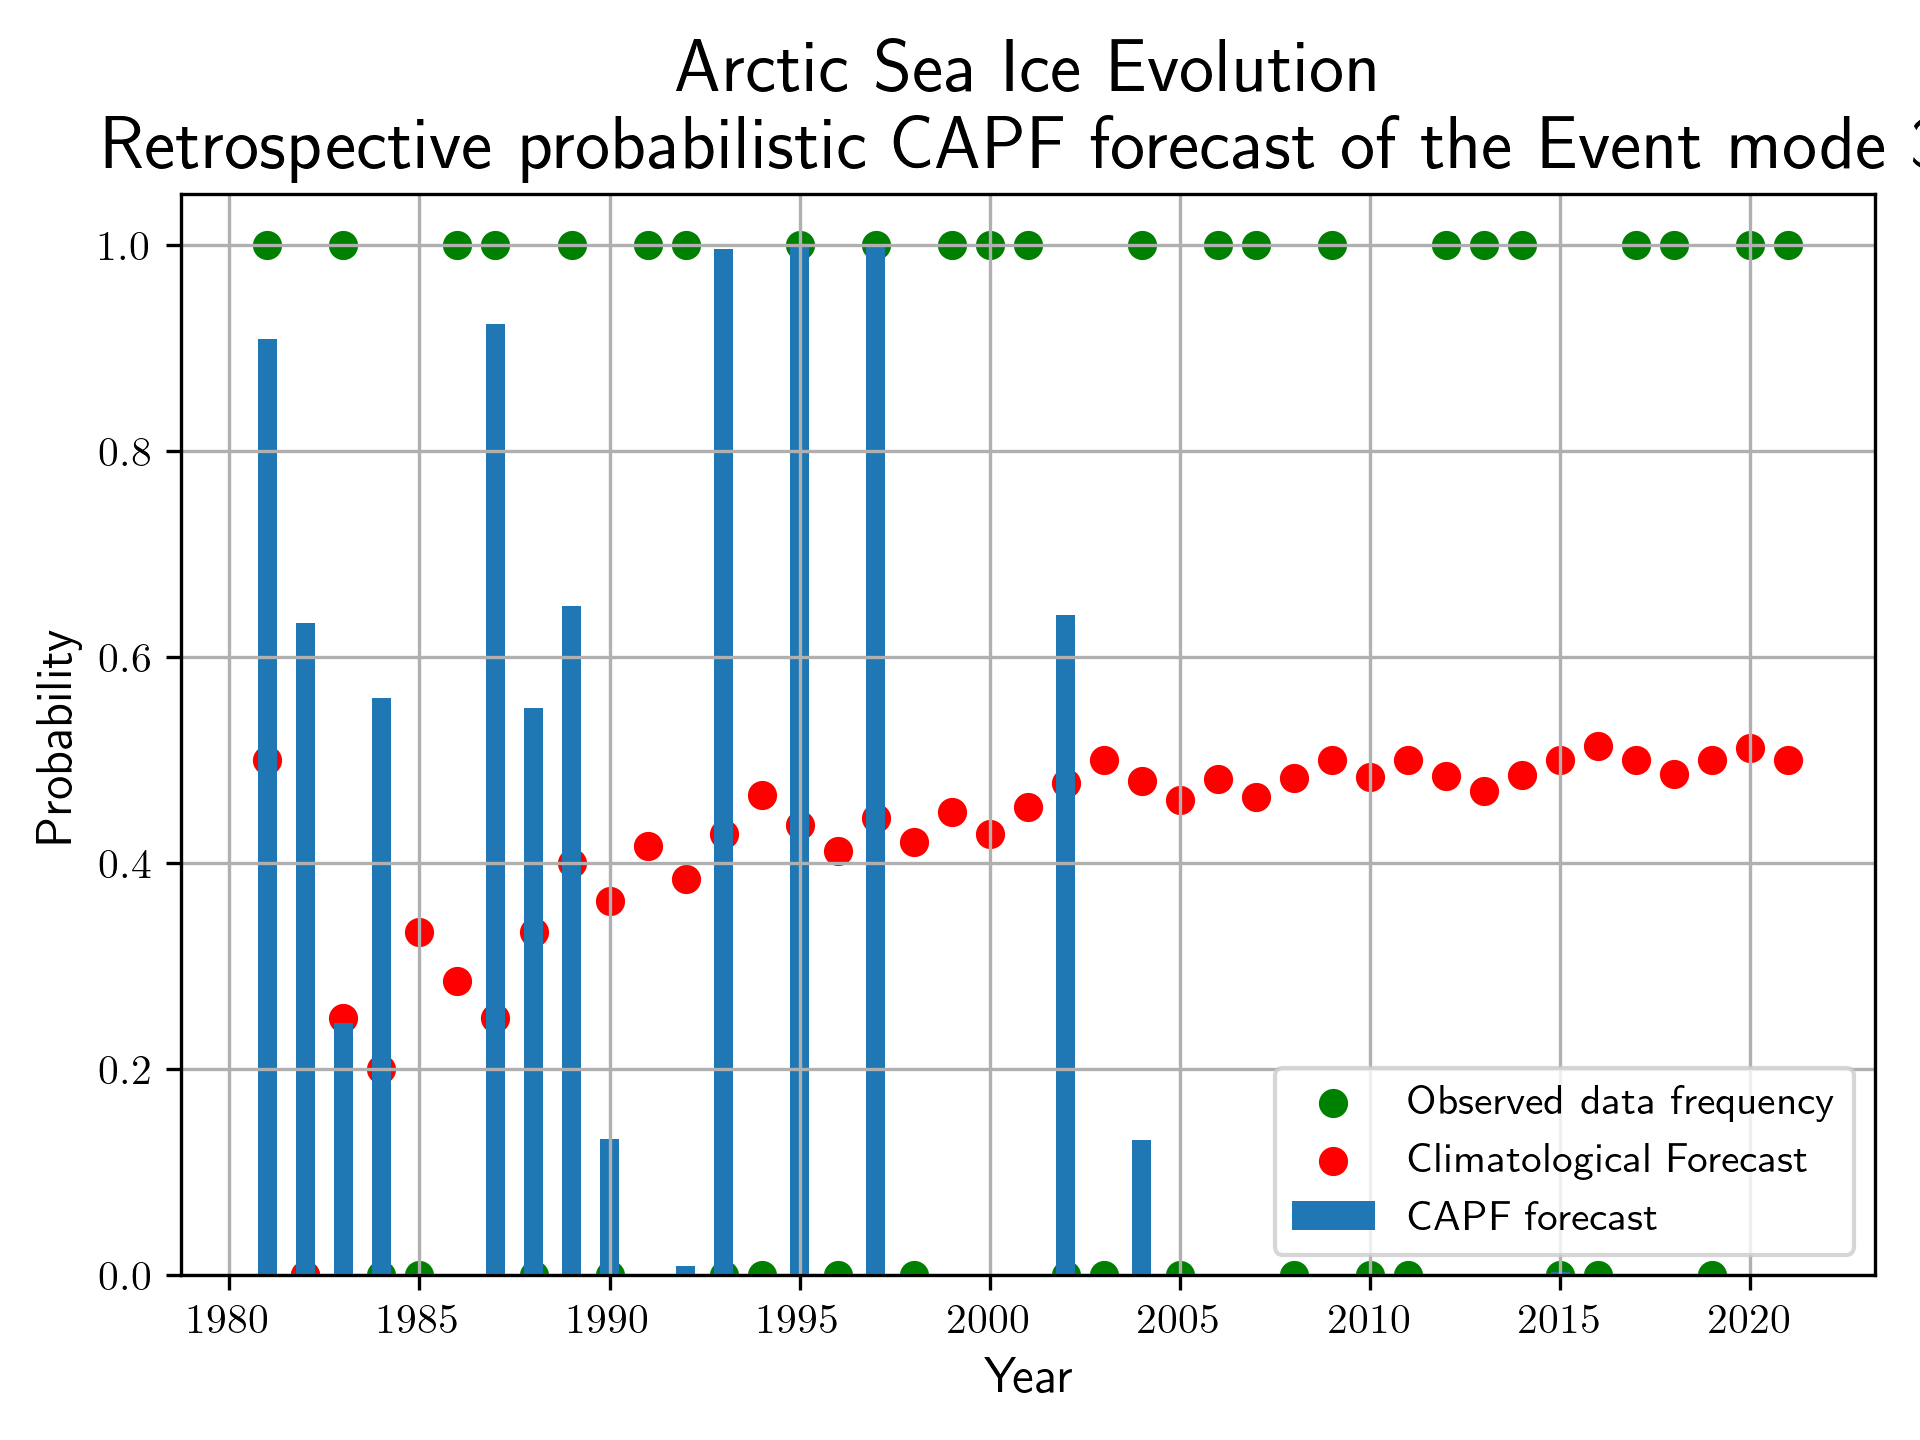 Arctic Sea Ice Evolution
Retrospective probabilistic CAPF forecast of the Event mode
1.0
0.8
0.6
0.4
0.2
0.0
Probability
Observed data frequency
Climatological Forecast
CAPF forecast
1980 1985 1990 1995 2000 2005 2010 2015 2020
Year